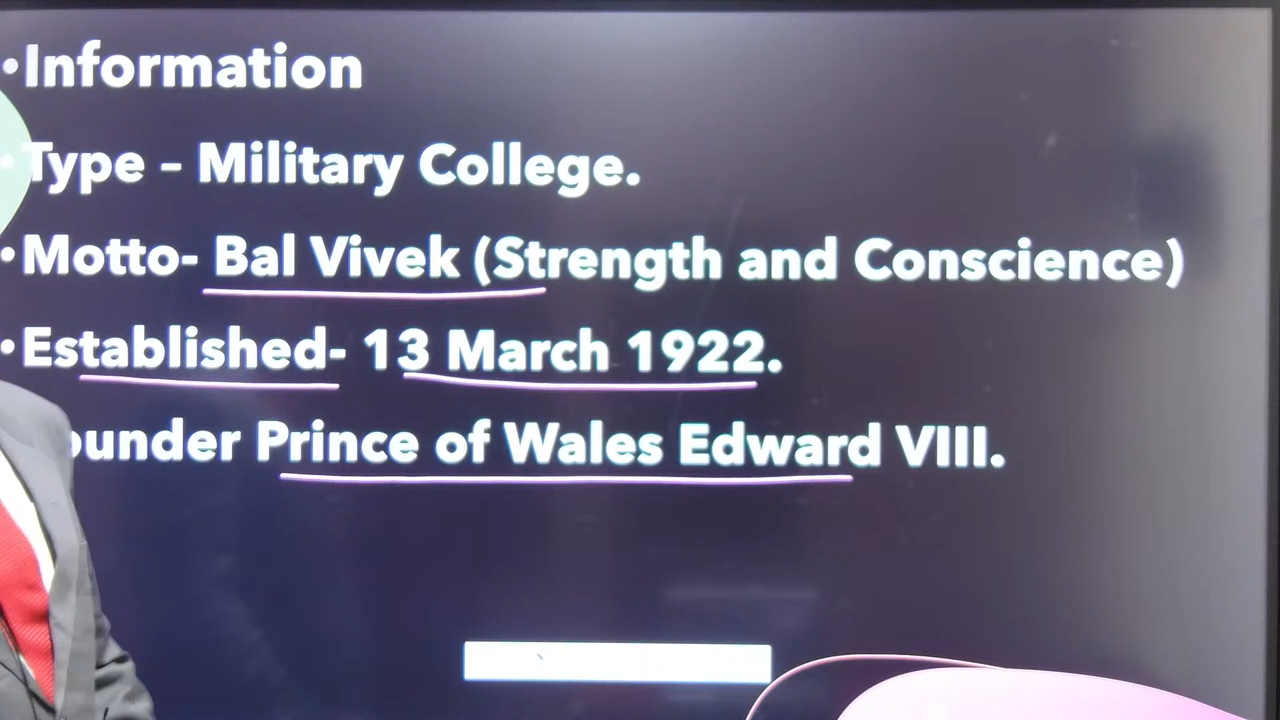 •Information
•Type – Military College.
•Motto- Bal Vivek (Strength and Conscience)
•Established- 13 March 1922.
ounder Prince of Wales Edward VIII.